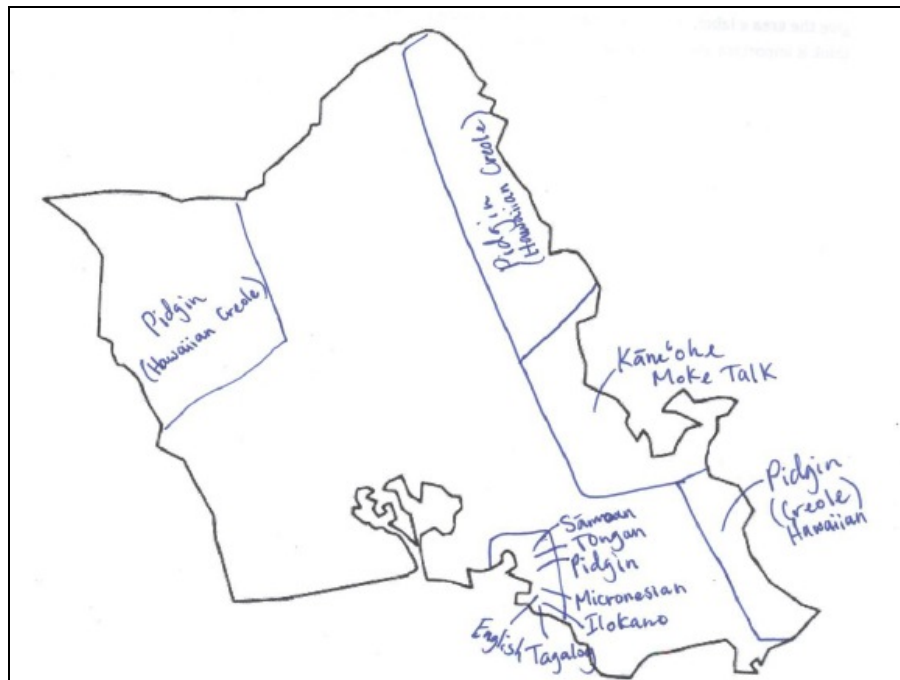 Pidgin
(Hawaiian Creole)
Pidgin
(Hawaiian Creole)
Kāneʻohe
Moke Talk
Pidgin
(Creole)
Hawaiian
Sāmoan
Tongan
Pidgin
Micronesian
Ilokano
English Tagalog